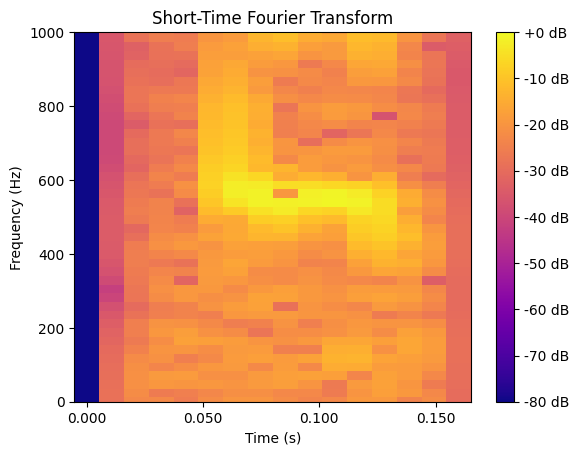 Short-Time Fourier Transform
1000
800
600
400
200
0
Frequency (Hz)
0.000
0.050
0.100
0.150
Time (s)
+0 dB
-10 dB
-20 dB
-30 dB
-40 dB
-50 dB
-60 dB
-70 dB
-80 dB